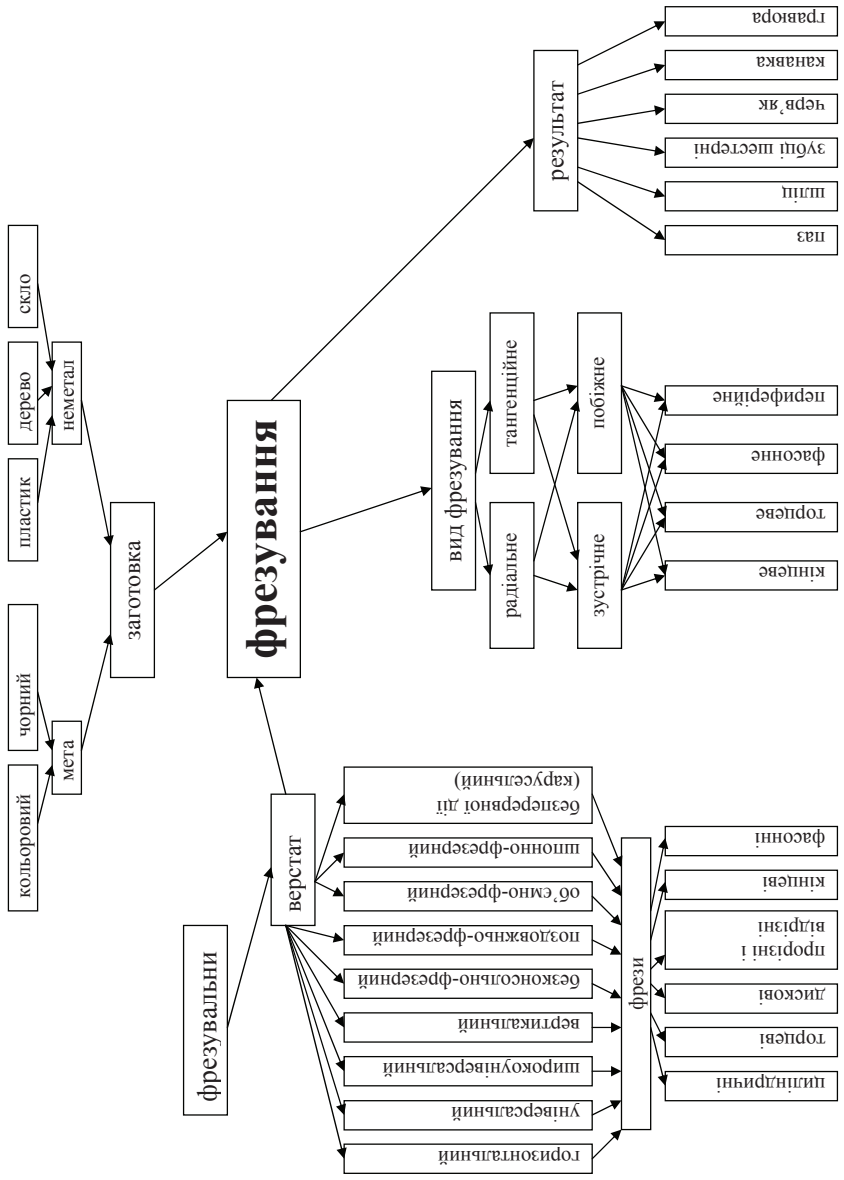 кольоровий
чорний
пластик
дерево
скло
мета
неметал
заготовка
фрезувальни
фрезування
верстат
горизонтальний
універсальний
широкоуніверсальний
вертикальний
безконсольно-фрезерний
поздовжньо-фрезерний
об’ємно-фрезерний
шпонно-фрезерний
безперервної дії
(карусельний)
фрези
циліндричні
торцеві
дискові
прорізні і
відрізні
кінцеві
фасонні
вид фрезування
радіальне
тангенційне
зустрічне
побіжне
кінцеве
торцеве
фасонне
периферійне
результат
паз
шліц
зубці шестерні
черв’як
канавка
гравюра